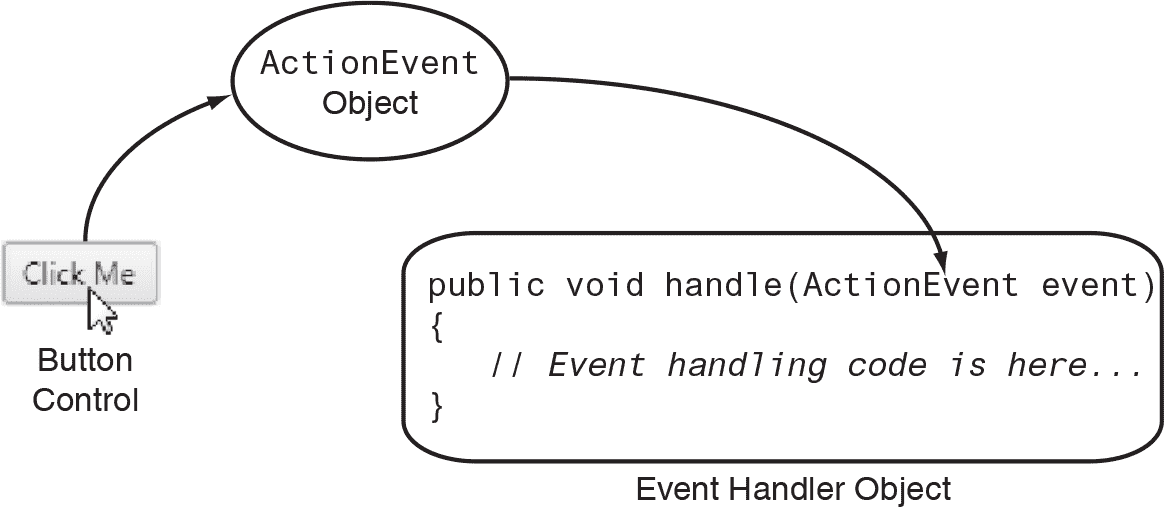 ActionEvent
Object
Click Me
Button
Control
public void handle(ActionEvent event)
{
// Event handling code is here...
}
Event Handler Object